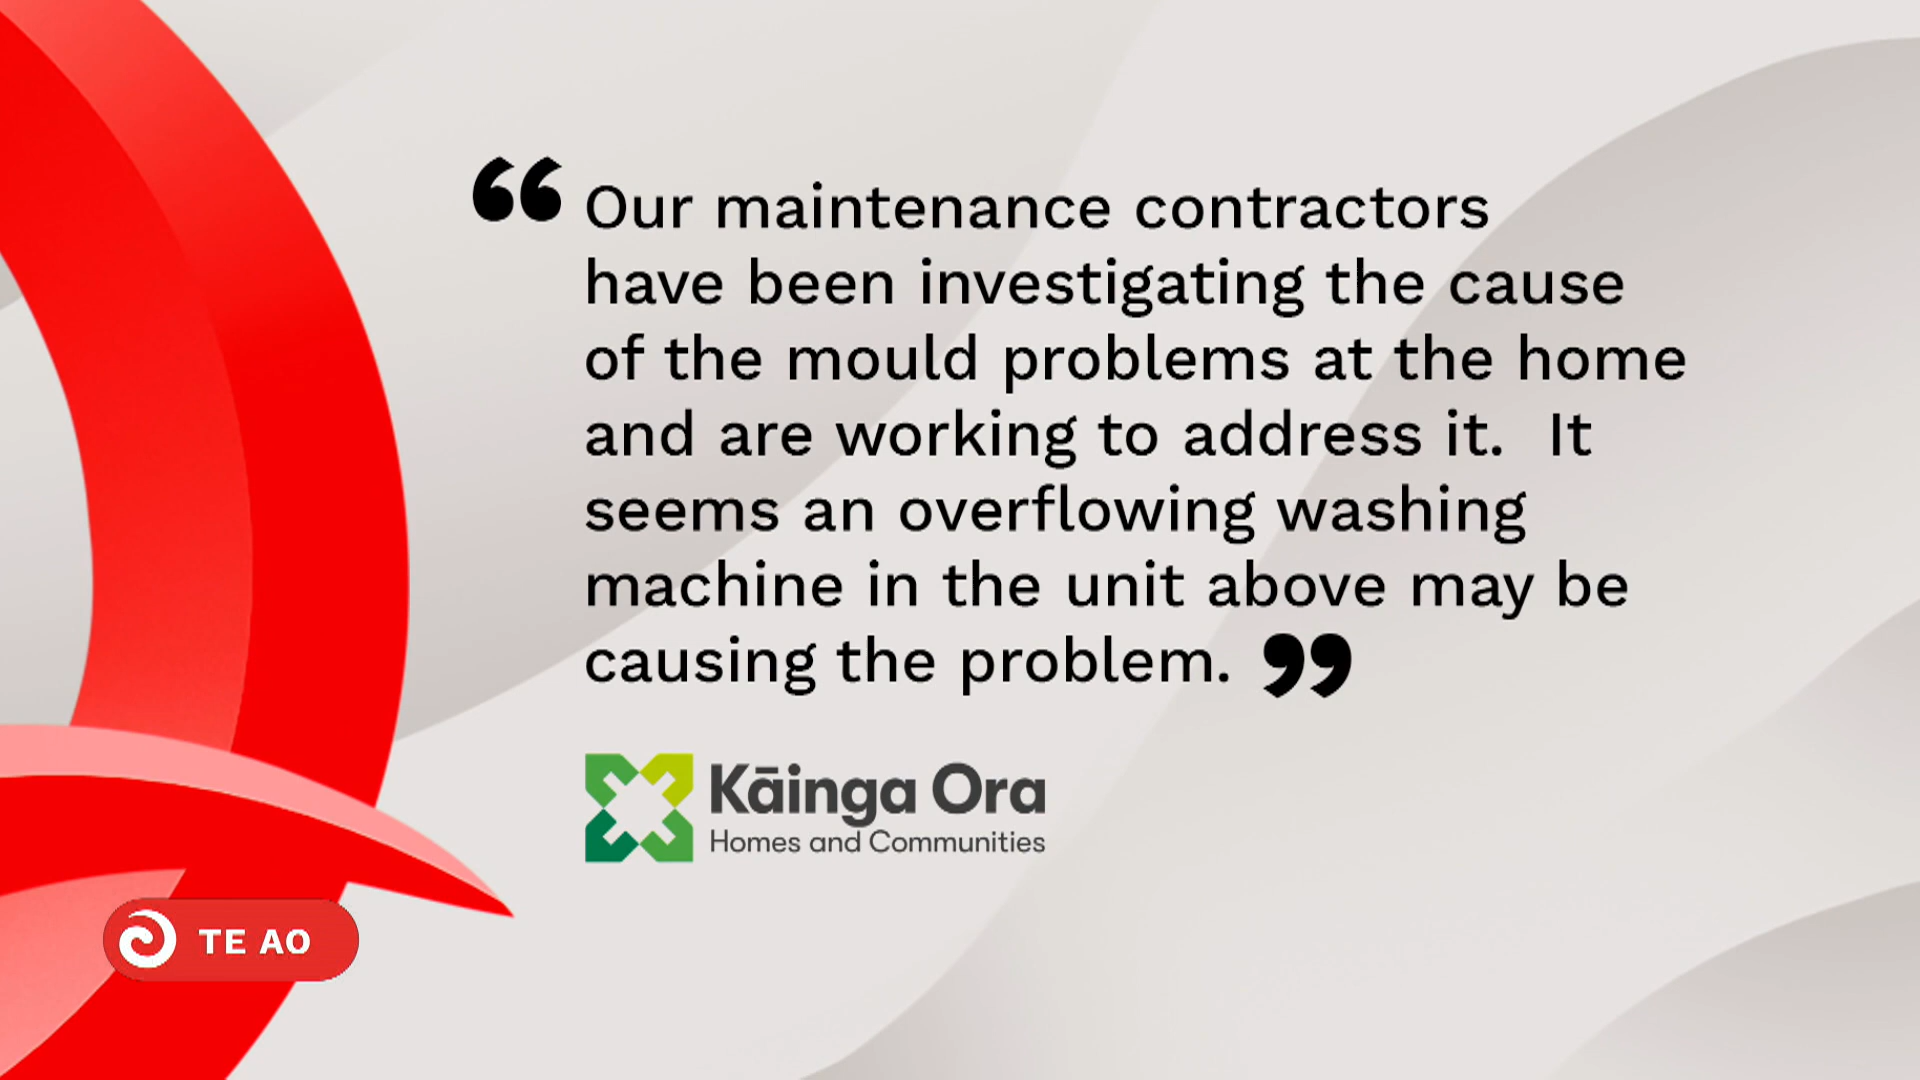 “Our maintenance contractors
have been investigating the cause
of the mould problems at the home
and are working to address it.  It
seems an overflowing washing
machine in the unit above may be
causing the problem.”
Kāinga Ora
Homes and Communities
TE AO